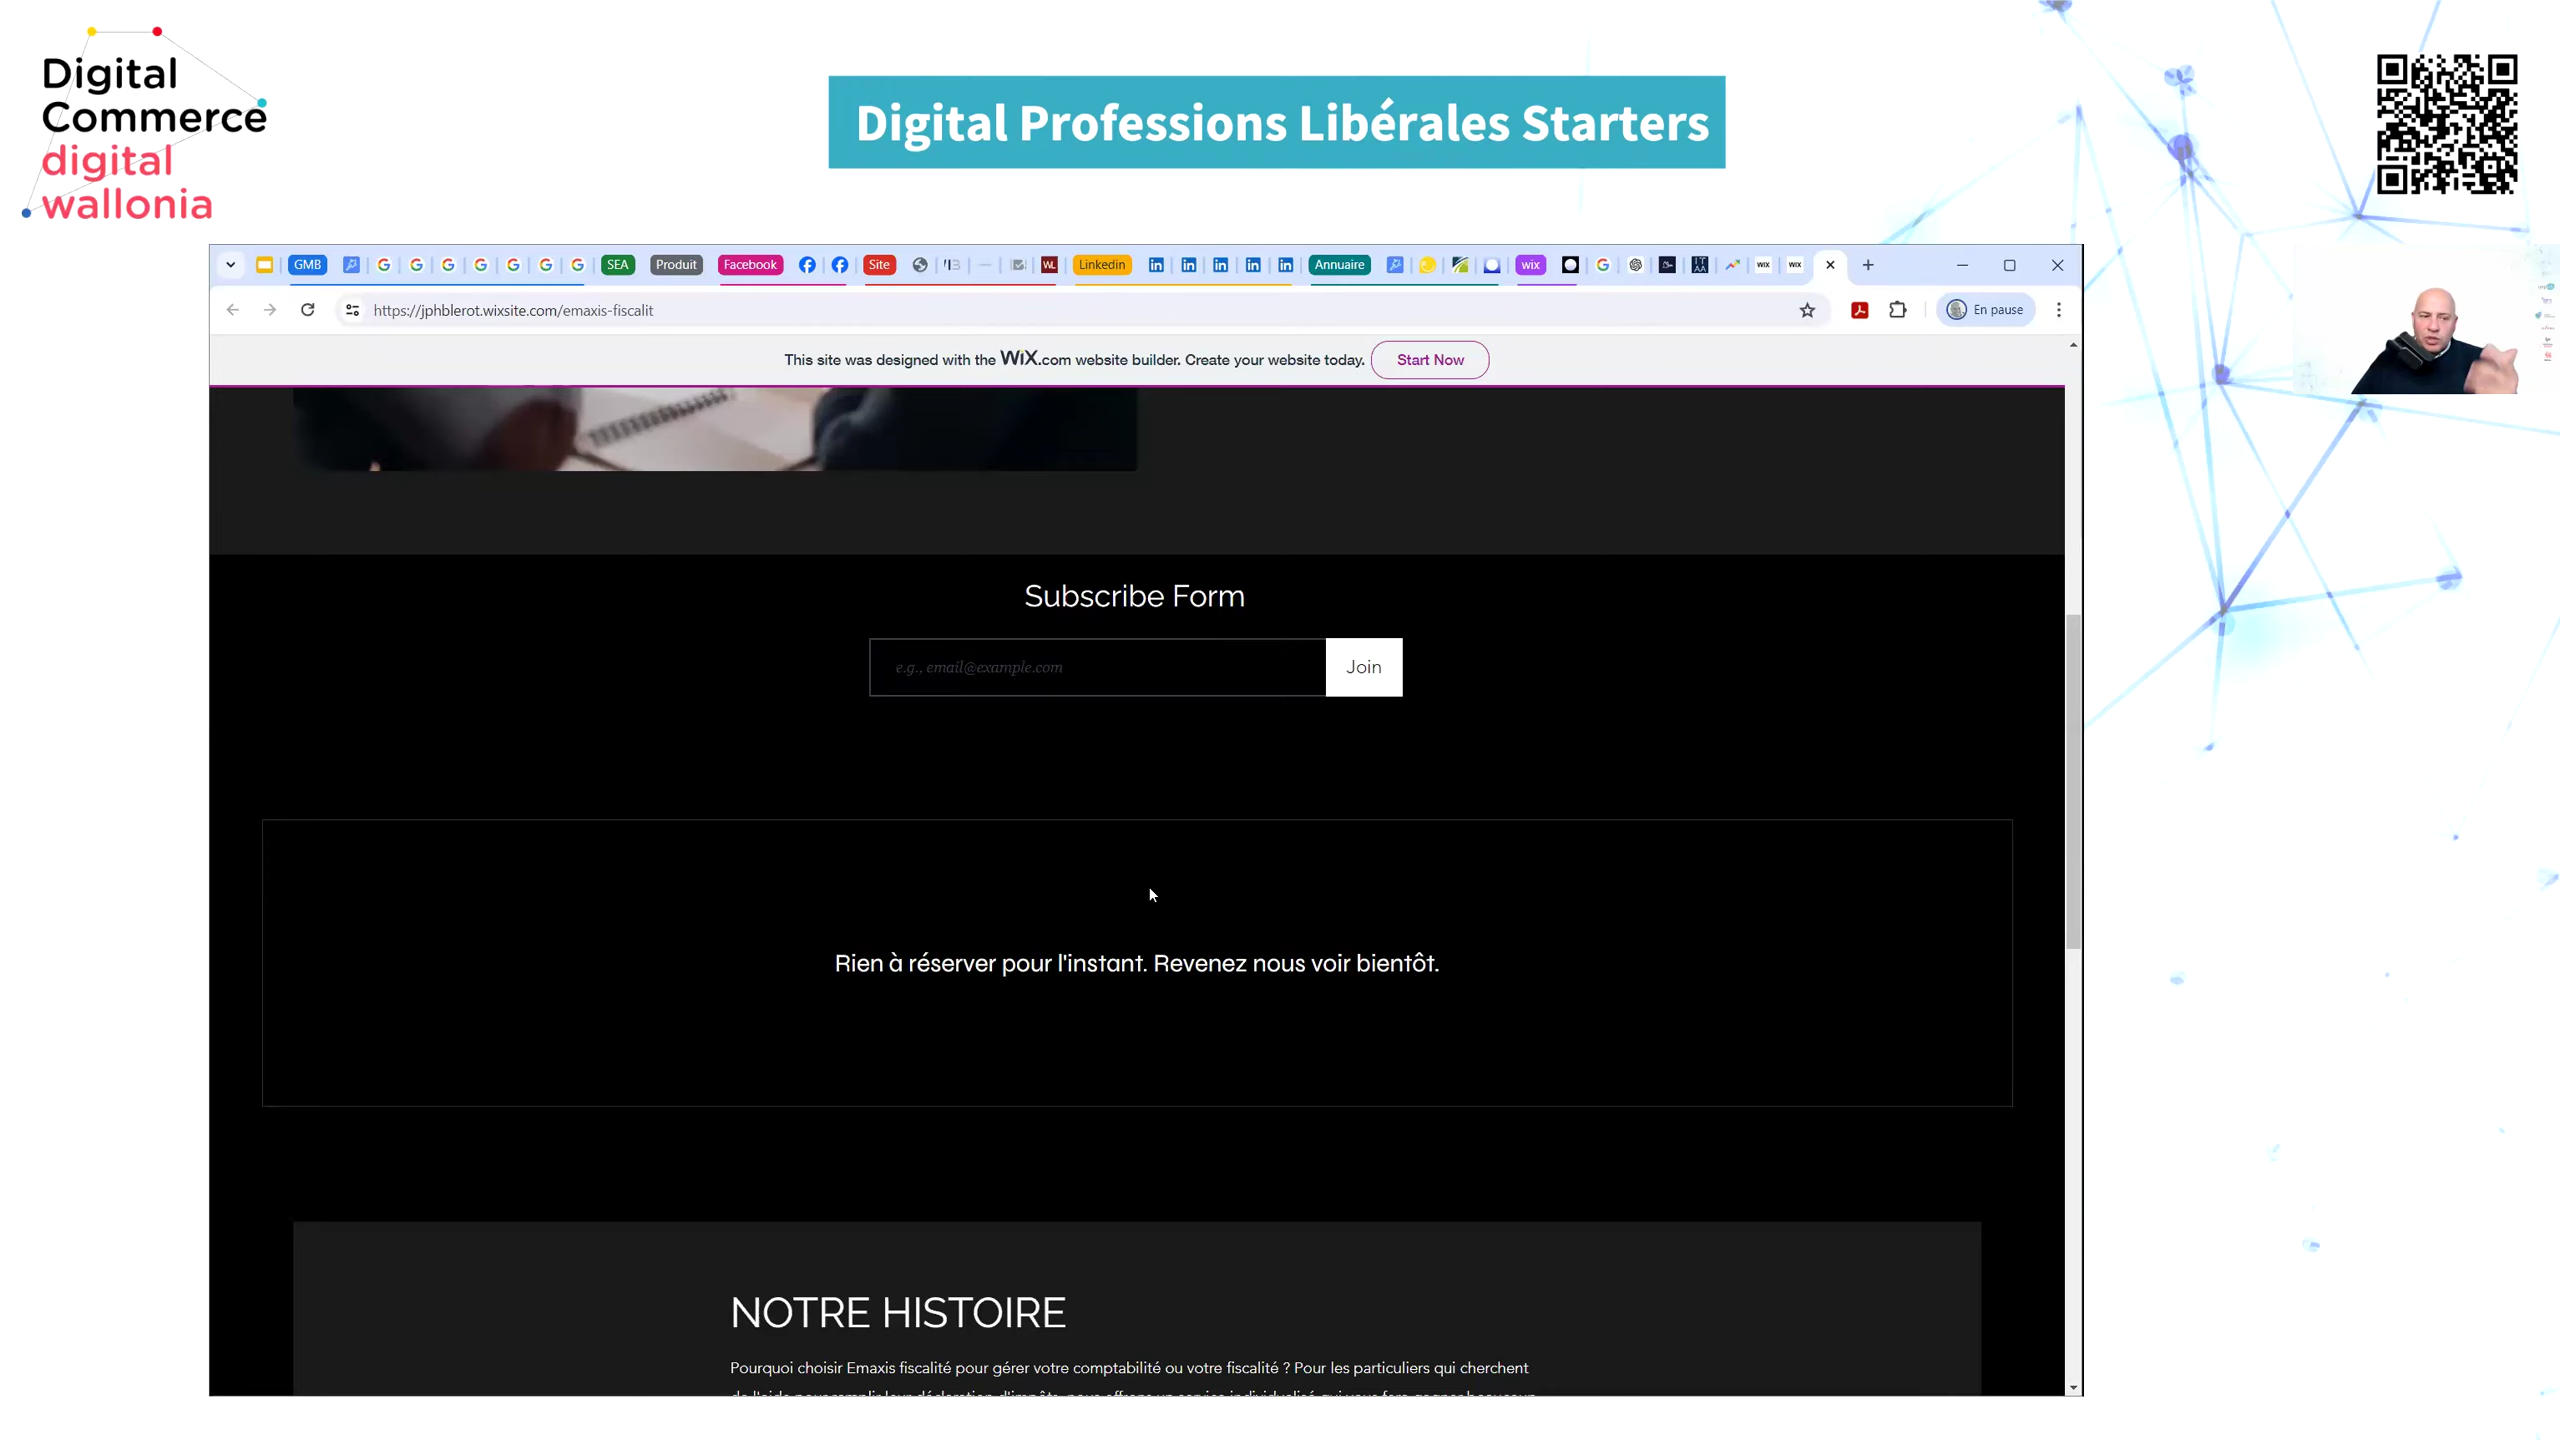 Digital
Commerce
digital
wallonia
Digital Professions Libérales Starters
GMB
SEA
Produit
Facebook
Site
WL
Linkedin
Annuaire
wix
WIX
WIX
https://jphblerot.wixsite.com/emaxis-fiscalit
En pause
This site was designed with the WiX.com website builder. Create your website today.
Start Now
Subscribe Form
e.g., email@example.com
Join
Rien à réserver pour l'instant. Revenez nous voir bientôt.
NOTRE HISTOIRE
Pourquoi choisir Emaxis fiscalité pour gérer votre comptabilité ou votre fiscalité ? Pour les particuliers qui cherchent